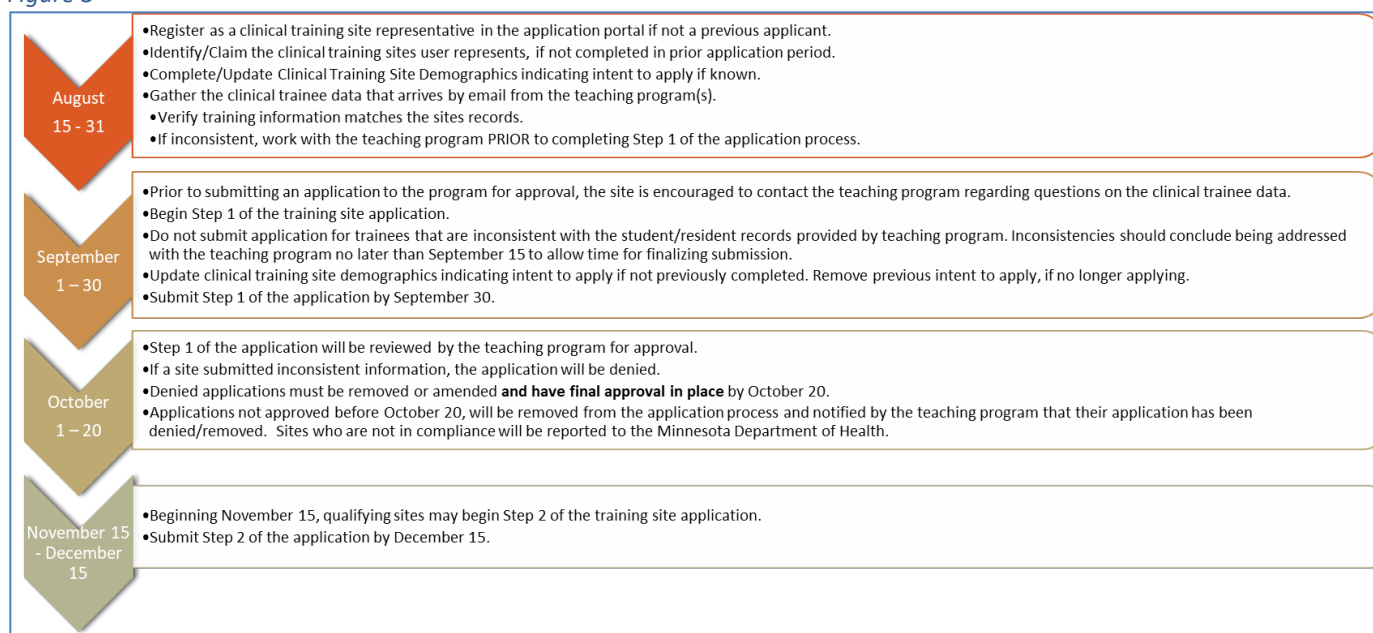 •Register as a clinical training site representative in the application portal if not a previous applicant.
•Identify/Claim the clinical training sites user represents, if not completed in prior application period.
•Complete/Update Clinical Training Site Demographics indicating intent to apply if known.
•Gather the clinical trainee data that arrives by email from the teaching program(s).
•Verify training information matches the sites records.
•If inconsistent, work with the teaching program PRIOR to completing Step 1 of the application process.
August
15 - 31
•Prior to submitting an application to the program for approval, the site is encouraged to contact the teaching program regarding questions on the clinical trainee data.
•Begin Step 1 of the training site application.
•Do not submit application for trainees that are inconsistent with the student/resident records provided by teaching program. Inconsistencies should conclude being addressed
with the teaching program no later than September 15 to allow time for finalizing submission.
•Update clinical training site demographics indicating intent to apply if not previously completed. Remove previous intent to apply, if no longer applying.
•Submit Step 1 of the application by September 30.
September
1 – 30
•Step 1 of the application will be reviewed by the teaching program for approval.
•If a site submitted inconsistent information, the application will be denied.
•Denied applications must be removed or amended and have final approval in place by October 20.
•Applications not approved before October 20, will be removed from the application process and notified by the teaching program that their application has been
denied/removed. Sites who are not in compliance will be reported to the Minnesota Department of Health.
October
1 – 20
•Beginning November 15, qualifying sites may begin Step 2 of the training site application.
•Submit Step 2 of the application by December 15.
November 15
- December
15